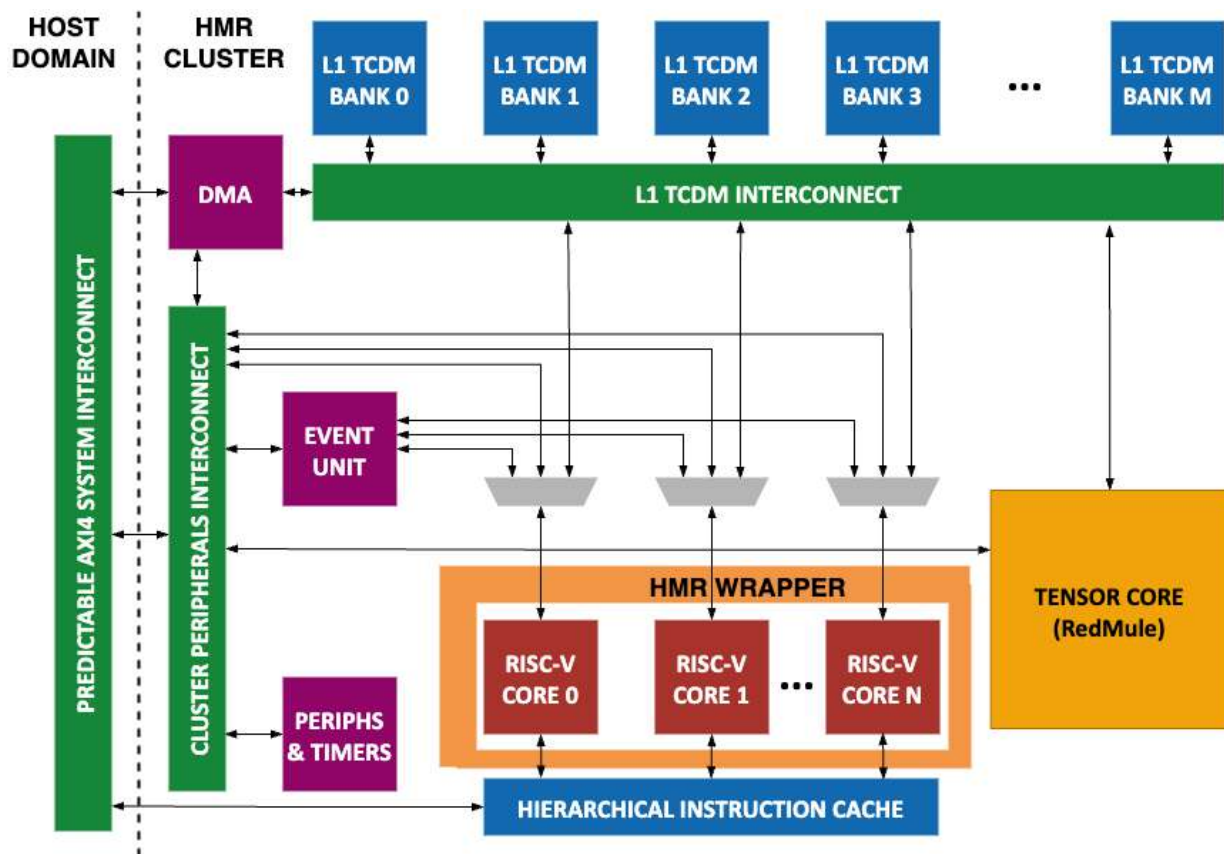 HOST
DOMAIN
HMR
CLUSTER
L1 TCDM
BANK 0
L1 TCDM
BANK 1
L1 TCDM
BANK 2
L1 TCDM
BANK 3
...
L1 TCDM
BANK M
DMA
L1 TCDM INTERCONNECT
PREDICTABLE AXI4 SYSTEM INTERCONNECT
CLUSTER PERIPHERALS INTERCONNECT
EVENT
UNIT
HMR WRAPPER
TENSOR CORE
(RedMule)
RISC-V
CORE 0
RISC-V
CORE 1
...
RISC-V
CORE N
PERIPHS
& TIMERS
HIERARCHICAL INSTRUCTION CACHE